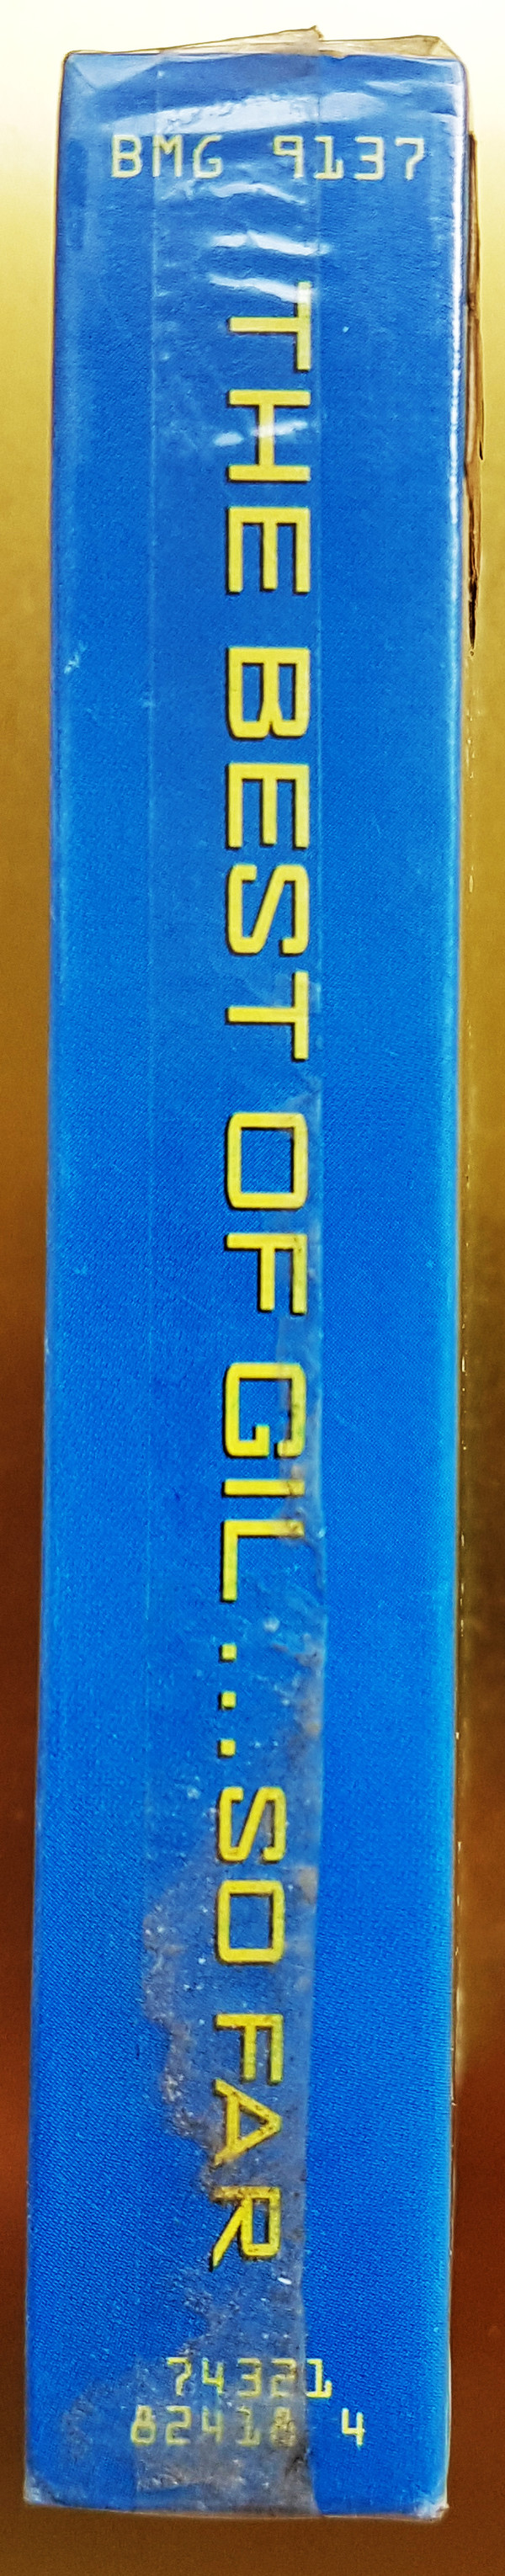 BMG 9137
THE BEST OF GIL...SO FAR
74321
82418 4